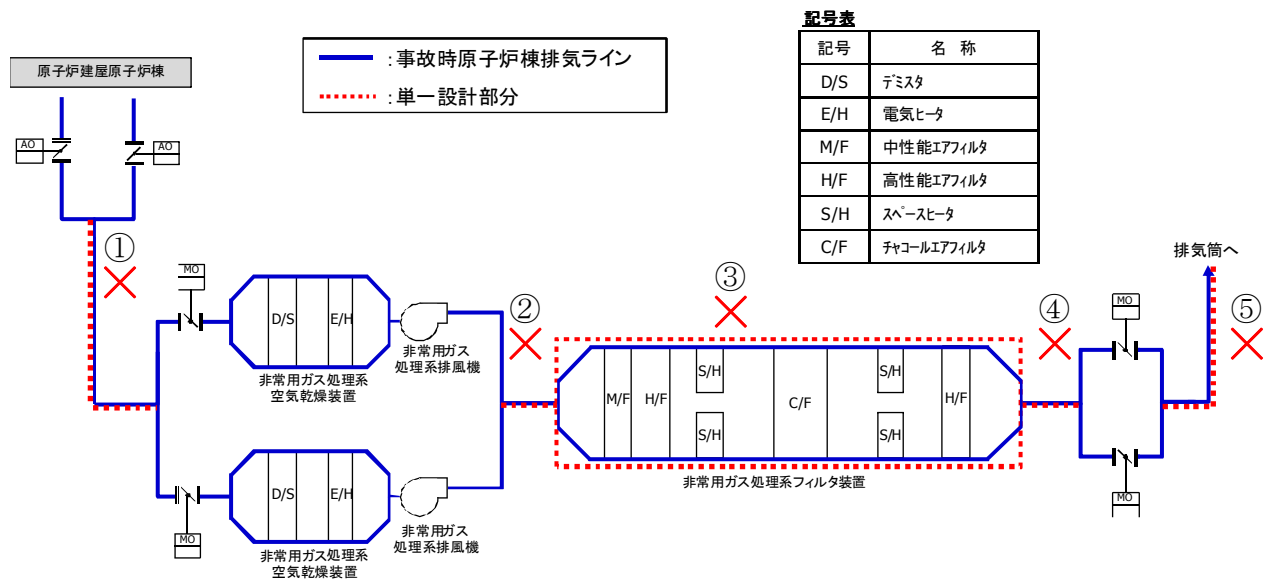 記号表
記号 名 称
D/S デミスタ
E/H 電気ヒータ
M/F 中性能エアフィルタ
H/F 高性能エアフィルタ
S/H スペースヒータ
C/F チャコールエアフィルタ
:事故時原子炉棟排気ライン
:単一設計部分
原子炉建屋原子炉棟
AO
AO
①
MO
D/S
E/H
非常用ガス処理系
空気乾燥装置
非常用ガス
処理系排風機
MO
D/S
E/H
非常用ガス処理系
空気乾燥装置
非常用ガス
処理系排風機
②
③
M/F
H/F
S/H
S/H
C/F
S/H
S/H
H/F
非常用ガス処理系フィルタ装置
④
MO
MO
排気筒へ
⑤